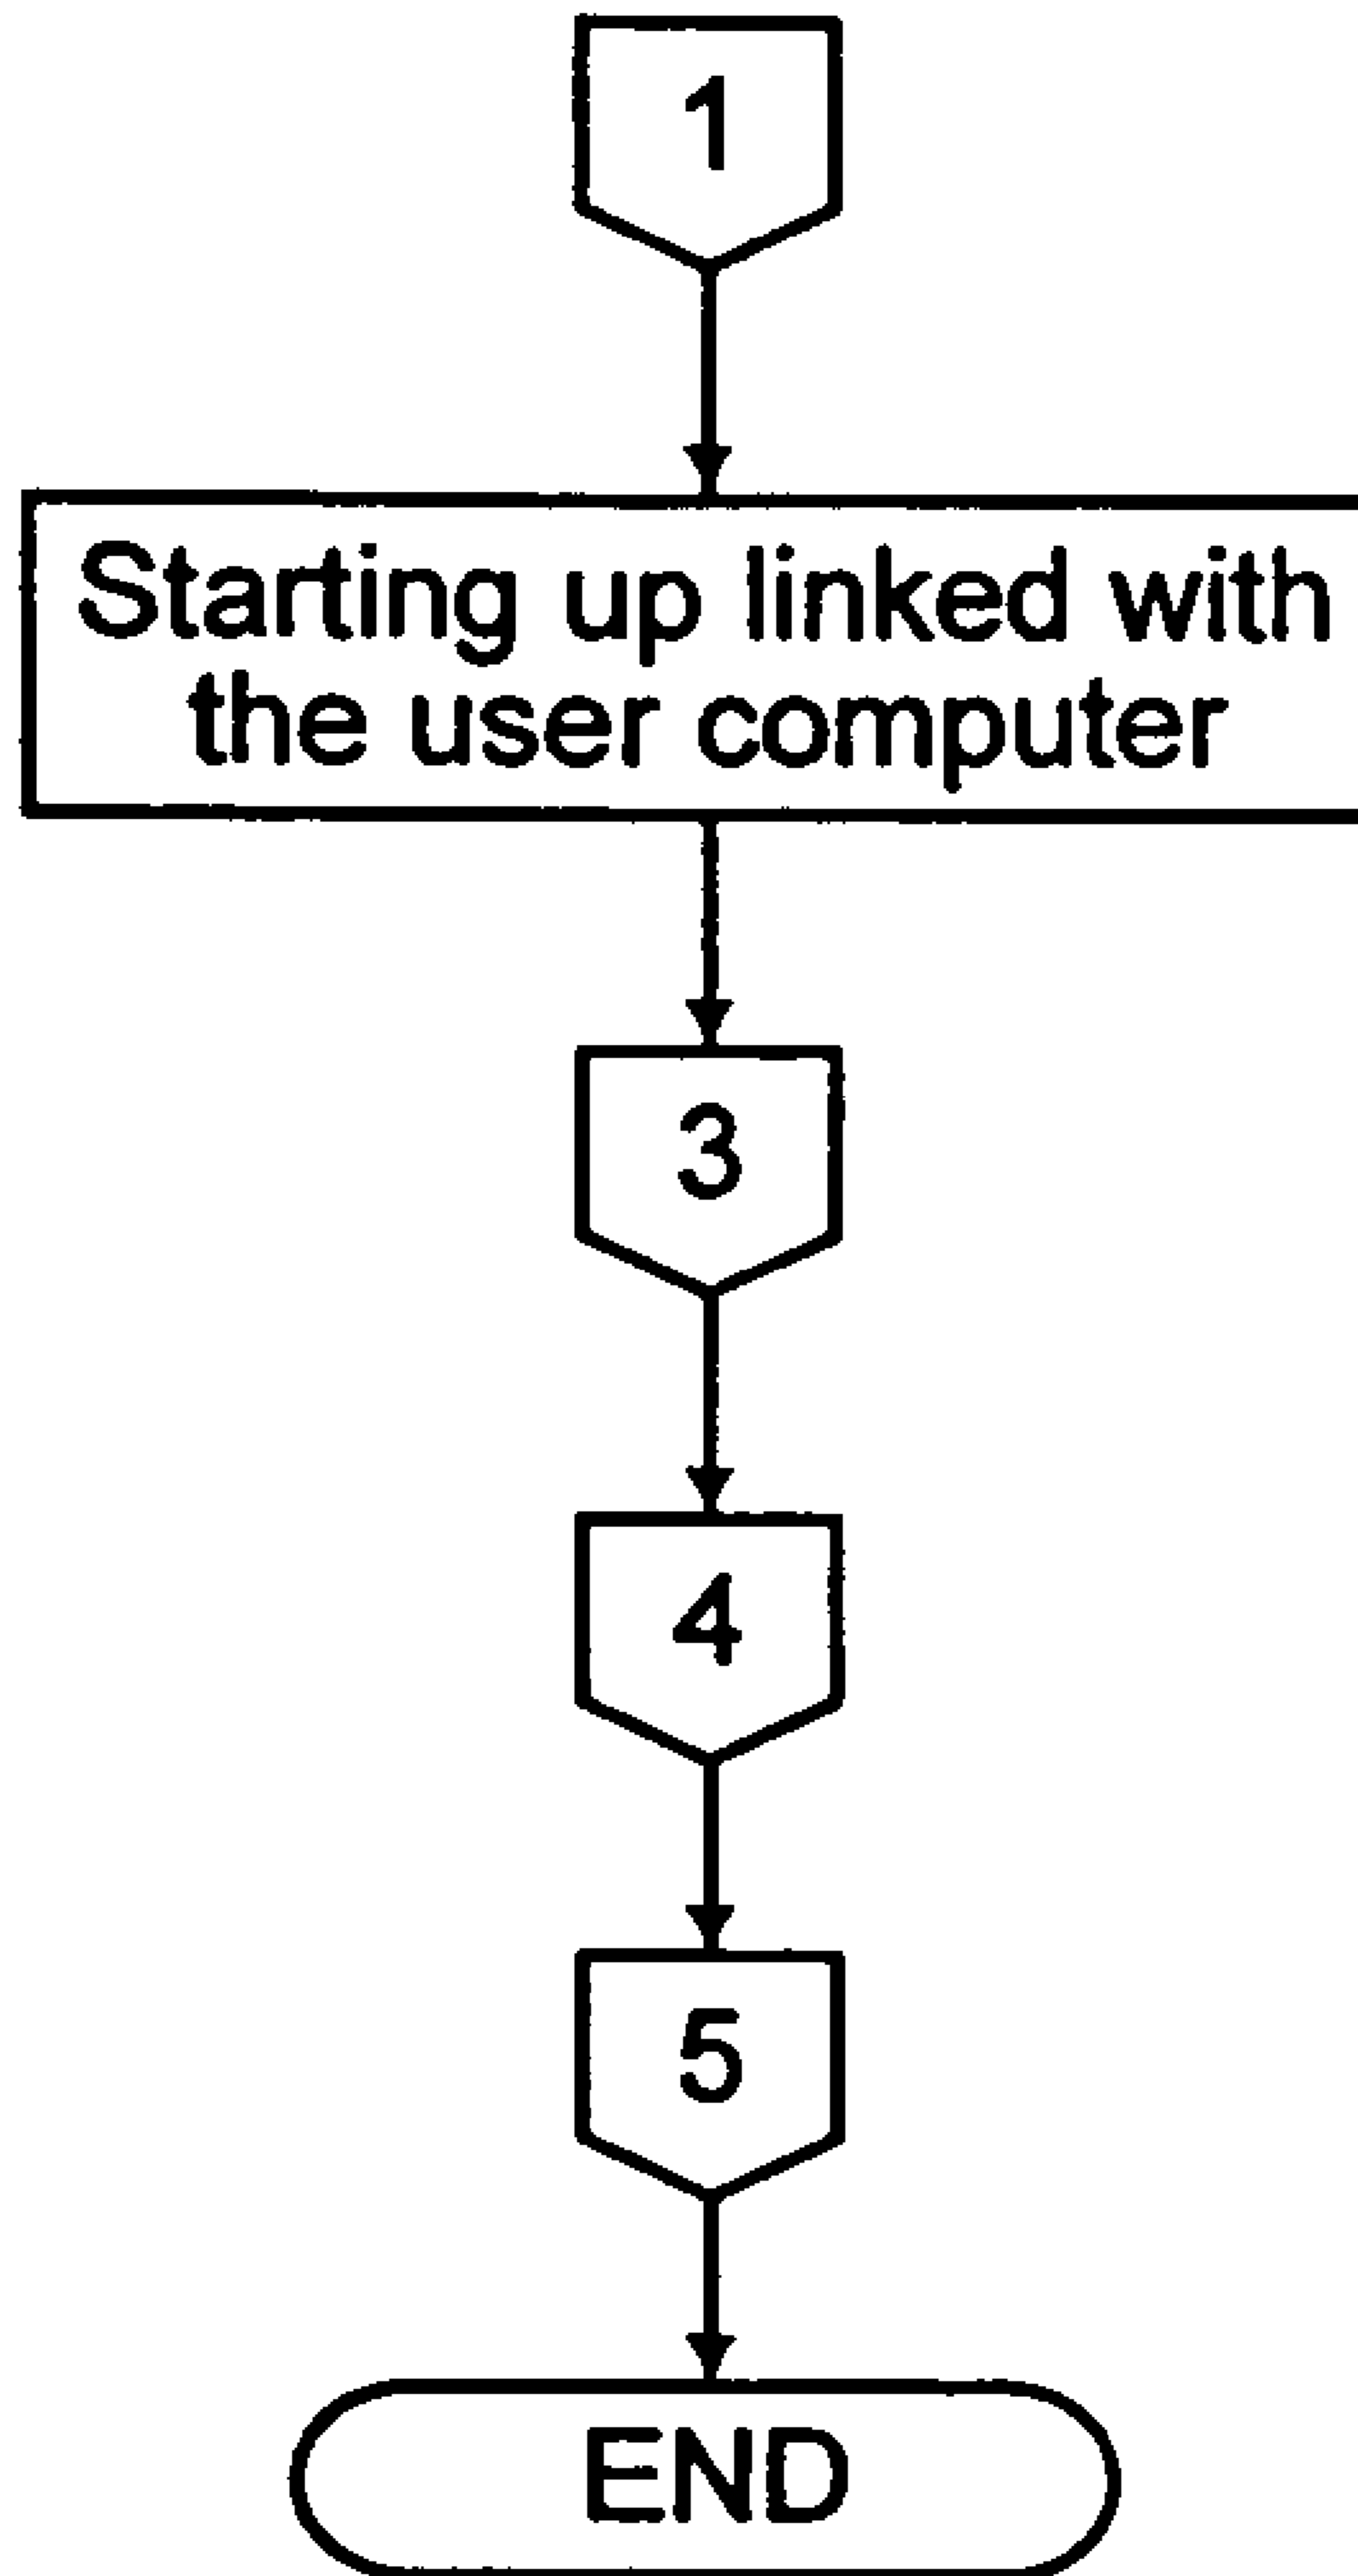 1
Starting up linked with
the user computer
3
4
5
END